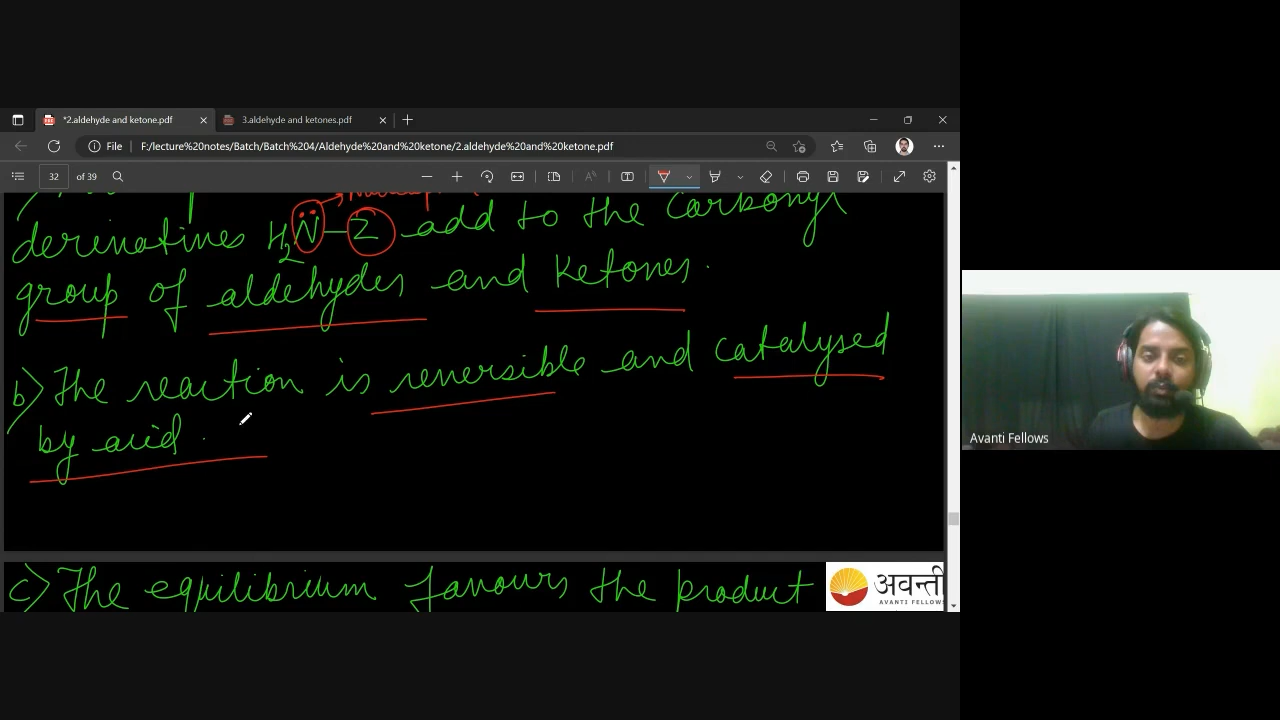 *2.aldehyde and ketone.pdf
3.aldehyde and ketones.pdf
File
F:/lecture%20notes/Batch/Batch%204/Aldehyde%20and%20ketone/2.aldehyde%20and%20ketone.pdf
32 of 39
derivatives H2N̈—Z add to the carbonyl
group of aldehydes and ketones.
b) The reaction is reversible and catalysed
by acid.
c) The equilibrium favours the product
अवन्ती
AVANTI FELLOWS
Avanti Fellows